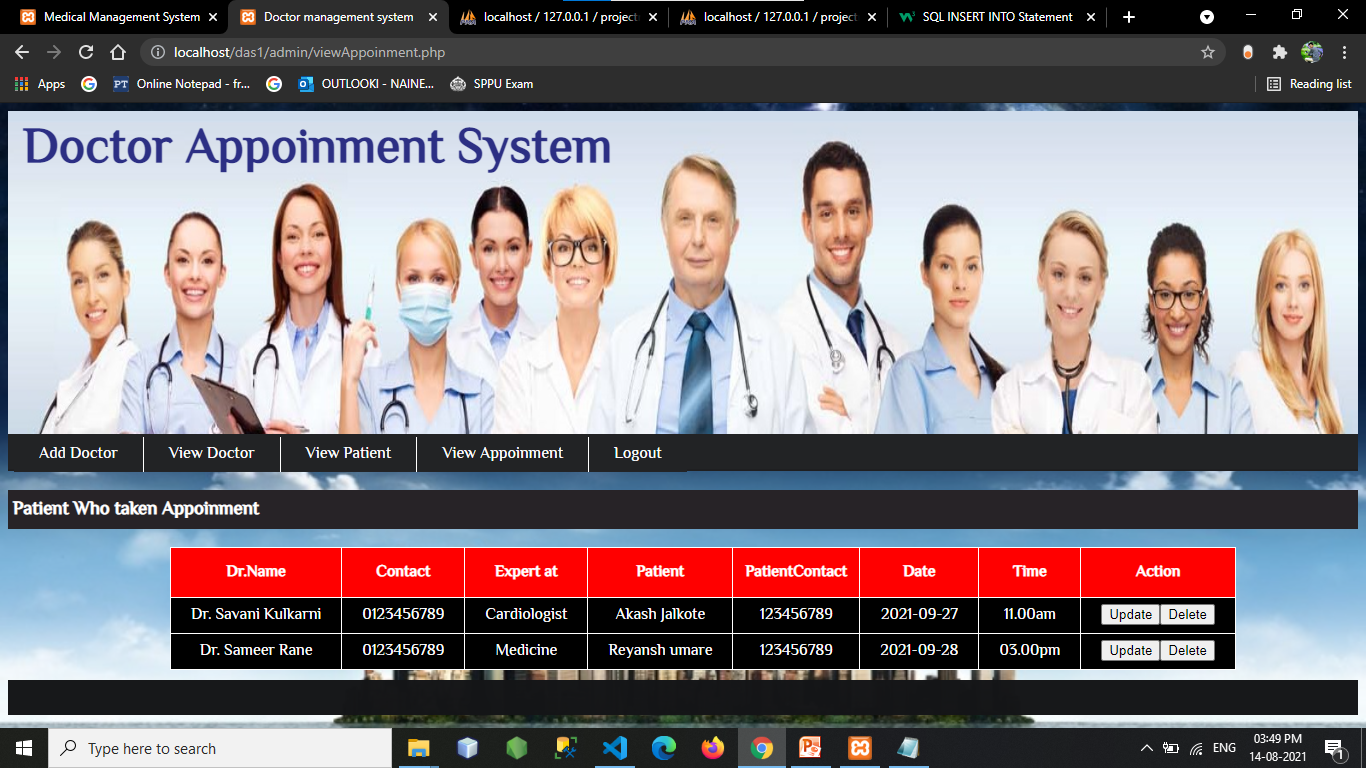 Medical Management System
Doctor management system
localhost / 127.0.0.1 / project
localhost / 127.0.0.1 / project
SQL INSERT INTO Statement
localhost/das1/admin/viewAppoinment.php
Apps
PT
Online Notepad - fr...
OUTLOOKI - NAINE...
SPPU Exam
Reading list
Doctor Appoinment System
Add Doctor
View Doctor
View Patient
View Appoinment
Logout
Patient Who taken Appoinment
Dr.Name Contact Expert at Patient PatientContact Date Time Action
Dr. Savani Kulkarni 0123456789 Cardiologist Akash Jalkote 123456789 2021-09-27 11.00am Update Delete
Dr. Sameer Rane 0123456789 Medicine Reyansh umare 123456789 2021-09-28 03.00pm Update Delete
Type here to search
ENG
03:49 PM
14-08-2021
1